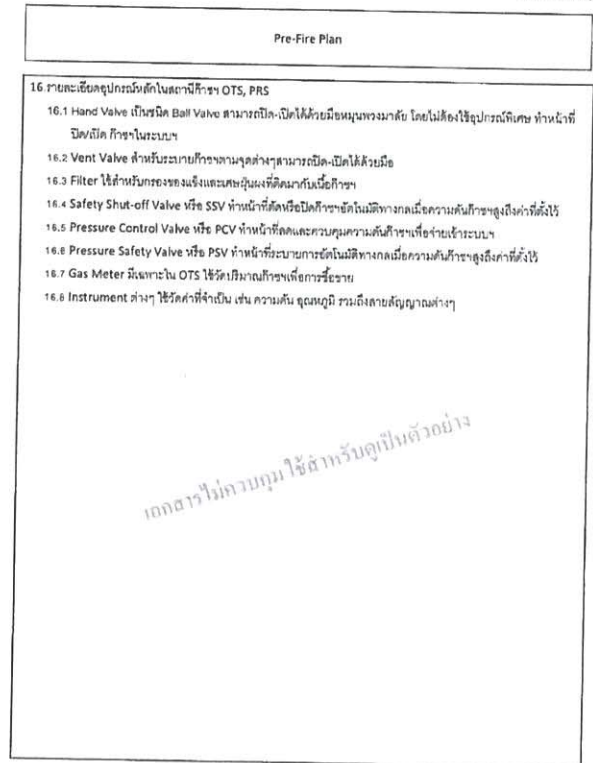 Pre-Fire Plan
16.รายละเอียดอุปกรณ์หลักในสถานีก๊าซฯ OTS, PRS
16.1 Hand Valve เป็นชนิด Ball Valve สามารถปิด-เปิดได้ด้วยมือหมุนพวงมาลัย โดยไม่ต้องใช้อุปกรณ์พิเศษ ทำหน้าที่
ปิด/เปิด ก๊าซฯในระบบฯ
16.2 Vent Valve สำหรับระบายก๊าซฯตามจุดต่างๆสามารถปิด-เปิดได้ด้วยมือ
16.3 Filter ใช้สำหรับกรองของแข็งและเศษฝุ่นผงที่ติดมากับเนื้อก๊าซฯ
16.4 Safety Shut-off Valve หรือ SSV ทำหน้าที่ตัดหรือปิดก๊าซฯอัตโนมัติทางกลเมื่อความดันก๊าซฯสูงถึงค่าที่ตั้งไว้
16.5 Pressure Control Valve หรือ PCV ทำหน้าที่ลดและควบคุมความดันก๊าซฯเพื่อจ่ายเข้าระบบฯ
16.6 Pressure Safety Valve หรือ PSV ทำหน้าที่ระบายการอัตโนมัติทางกลเมื่อความดันก๊าซฯสูงถึงค่าที่ตั้งไว้
16.7 Gas Meter มีเฉพาะใน OTS ใช้วัดปริมาณก๊าซฯเพื่อการซื้อขาย
16.8 Instrument ต่างๆ ใช้วัดค่าที่จำเป็น เช่น ความดัน อุณหภูมิ รวมถึงสายสัญญาณต่างๆ
เอกสารไม่ควบคุม ใช้สำหรับดูเป็นตัวอย่าง